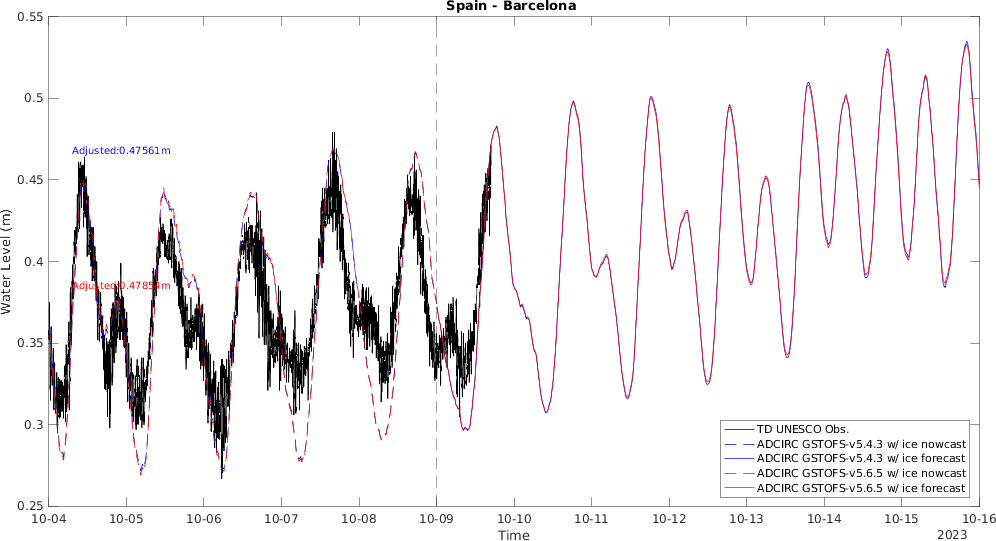 Spain - Barcelona
0.55
0.5
0.45
0.4
0.35
0.3
0.25
Water Level (m)
Adjusted:0.47561m
Adjusted:0.47854m
TD UNESCO Obs.
ADCIRC GSTOFS-v5.4.3 w/ ice nowcast
ADCIRC GSTOFS-v5.4.3 w/ ice forecast
ADCIRC GSTOFS-v5.6.5 w/ ice nowcast
ADCIRC GSTOFS-v5.6.5 w/ ice forecast
10-04 10-05 10-06 10-07 10-08 10-09 10-10 10-11 10-12 10-13 10-14 10-15 10-16
Time
2023